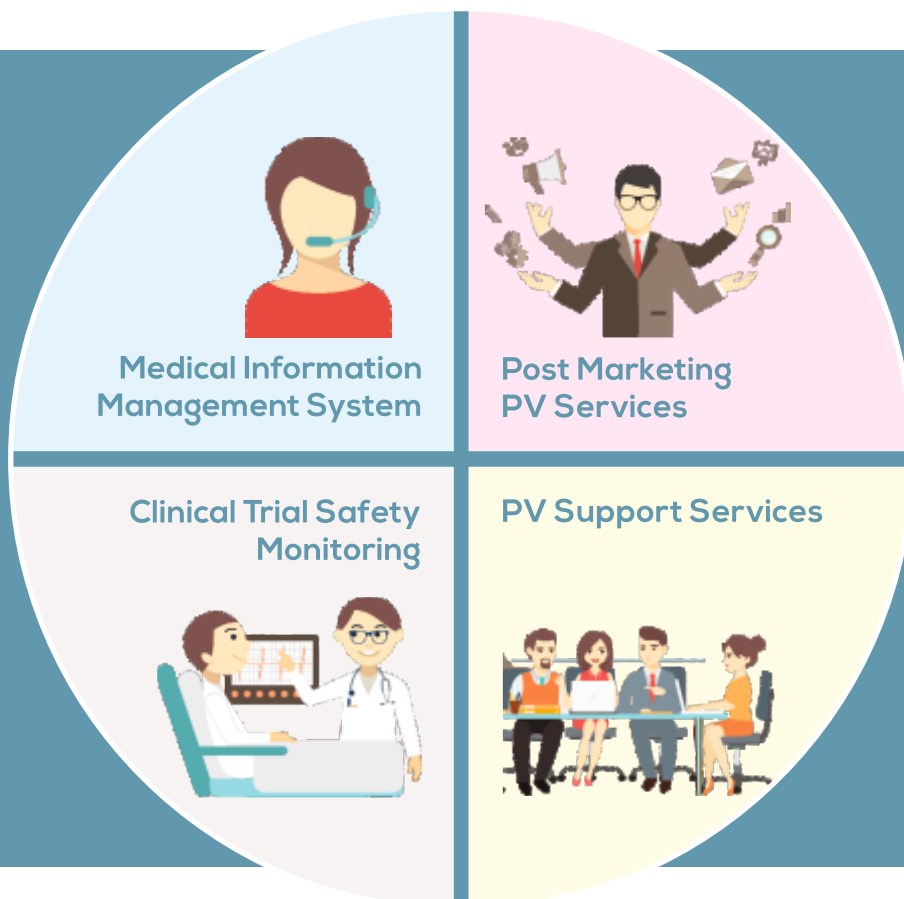 Medical Information
Management System
Post Marketing
PV Services
Clinical Trial Safety
Monitoring
PV Support Services